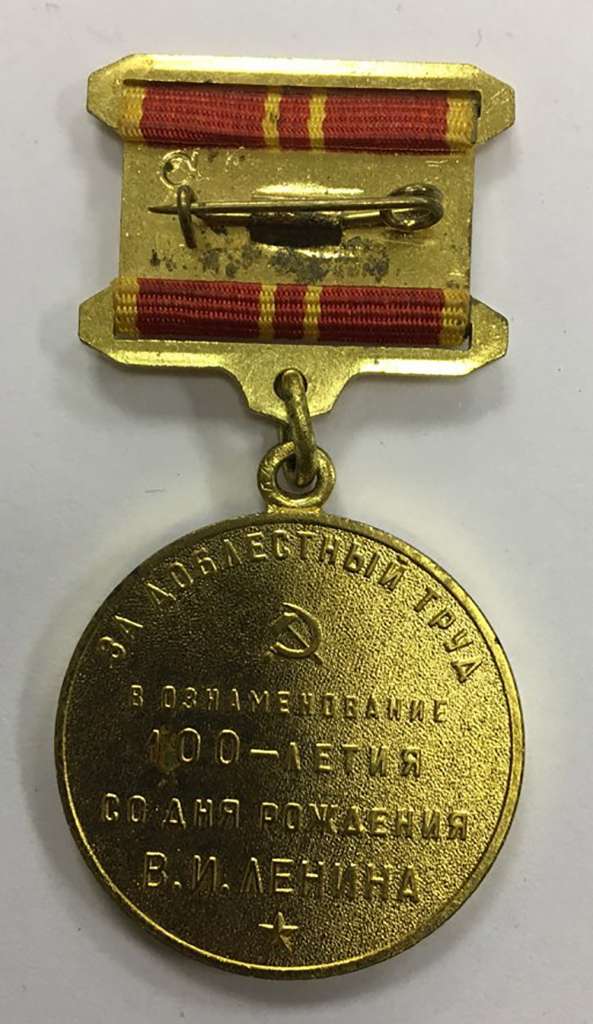 ЗА ДОБЛЕСТНЫЙ ТРУД
В ОЗНАМЕНОВАНИЕ
100-ЛЕТИЯ
СО ДНЯ РОЖДЕНИЯ
В.И.ЛЕНИНА